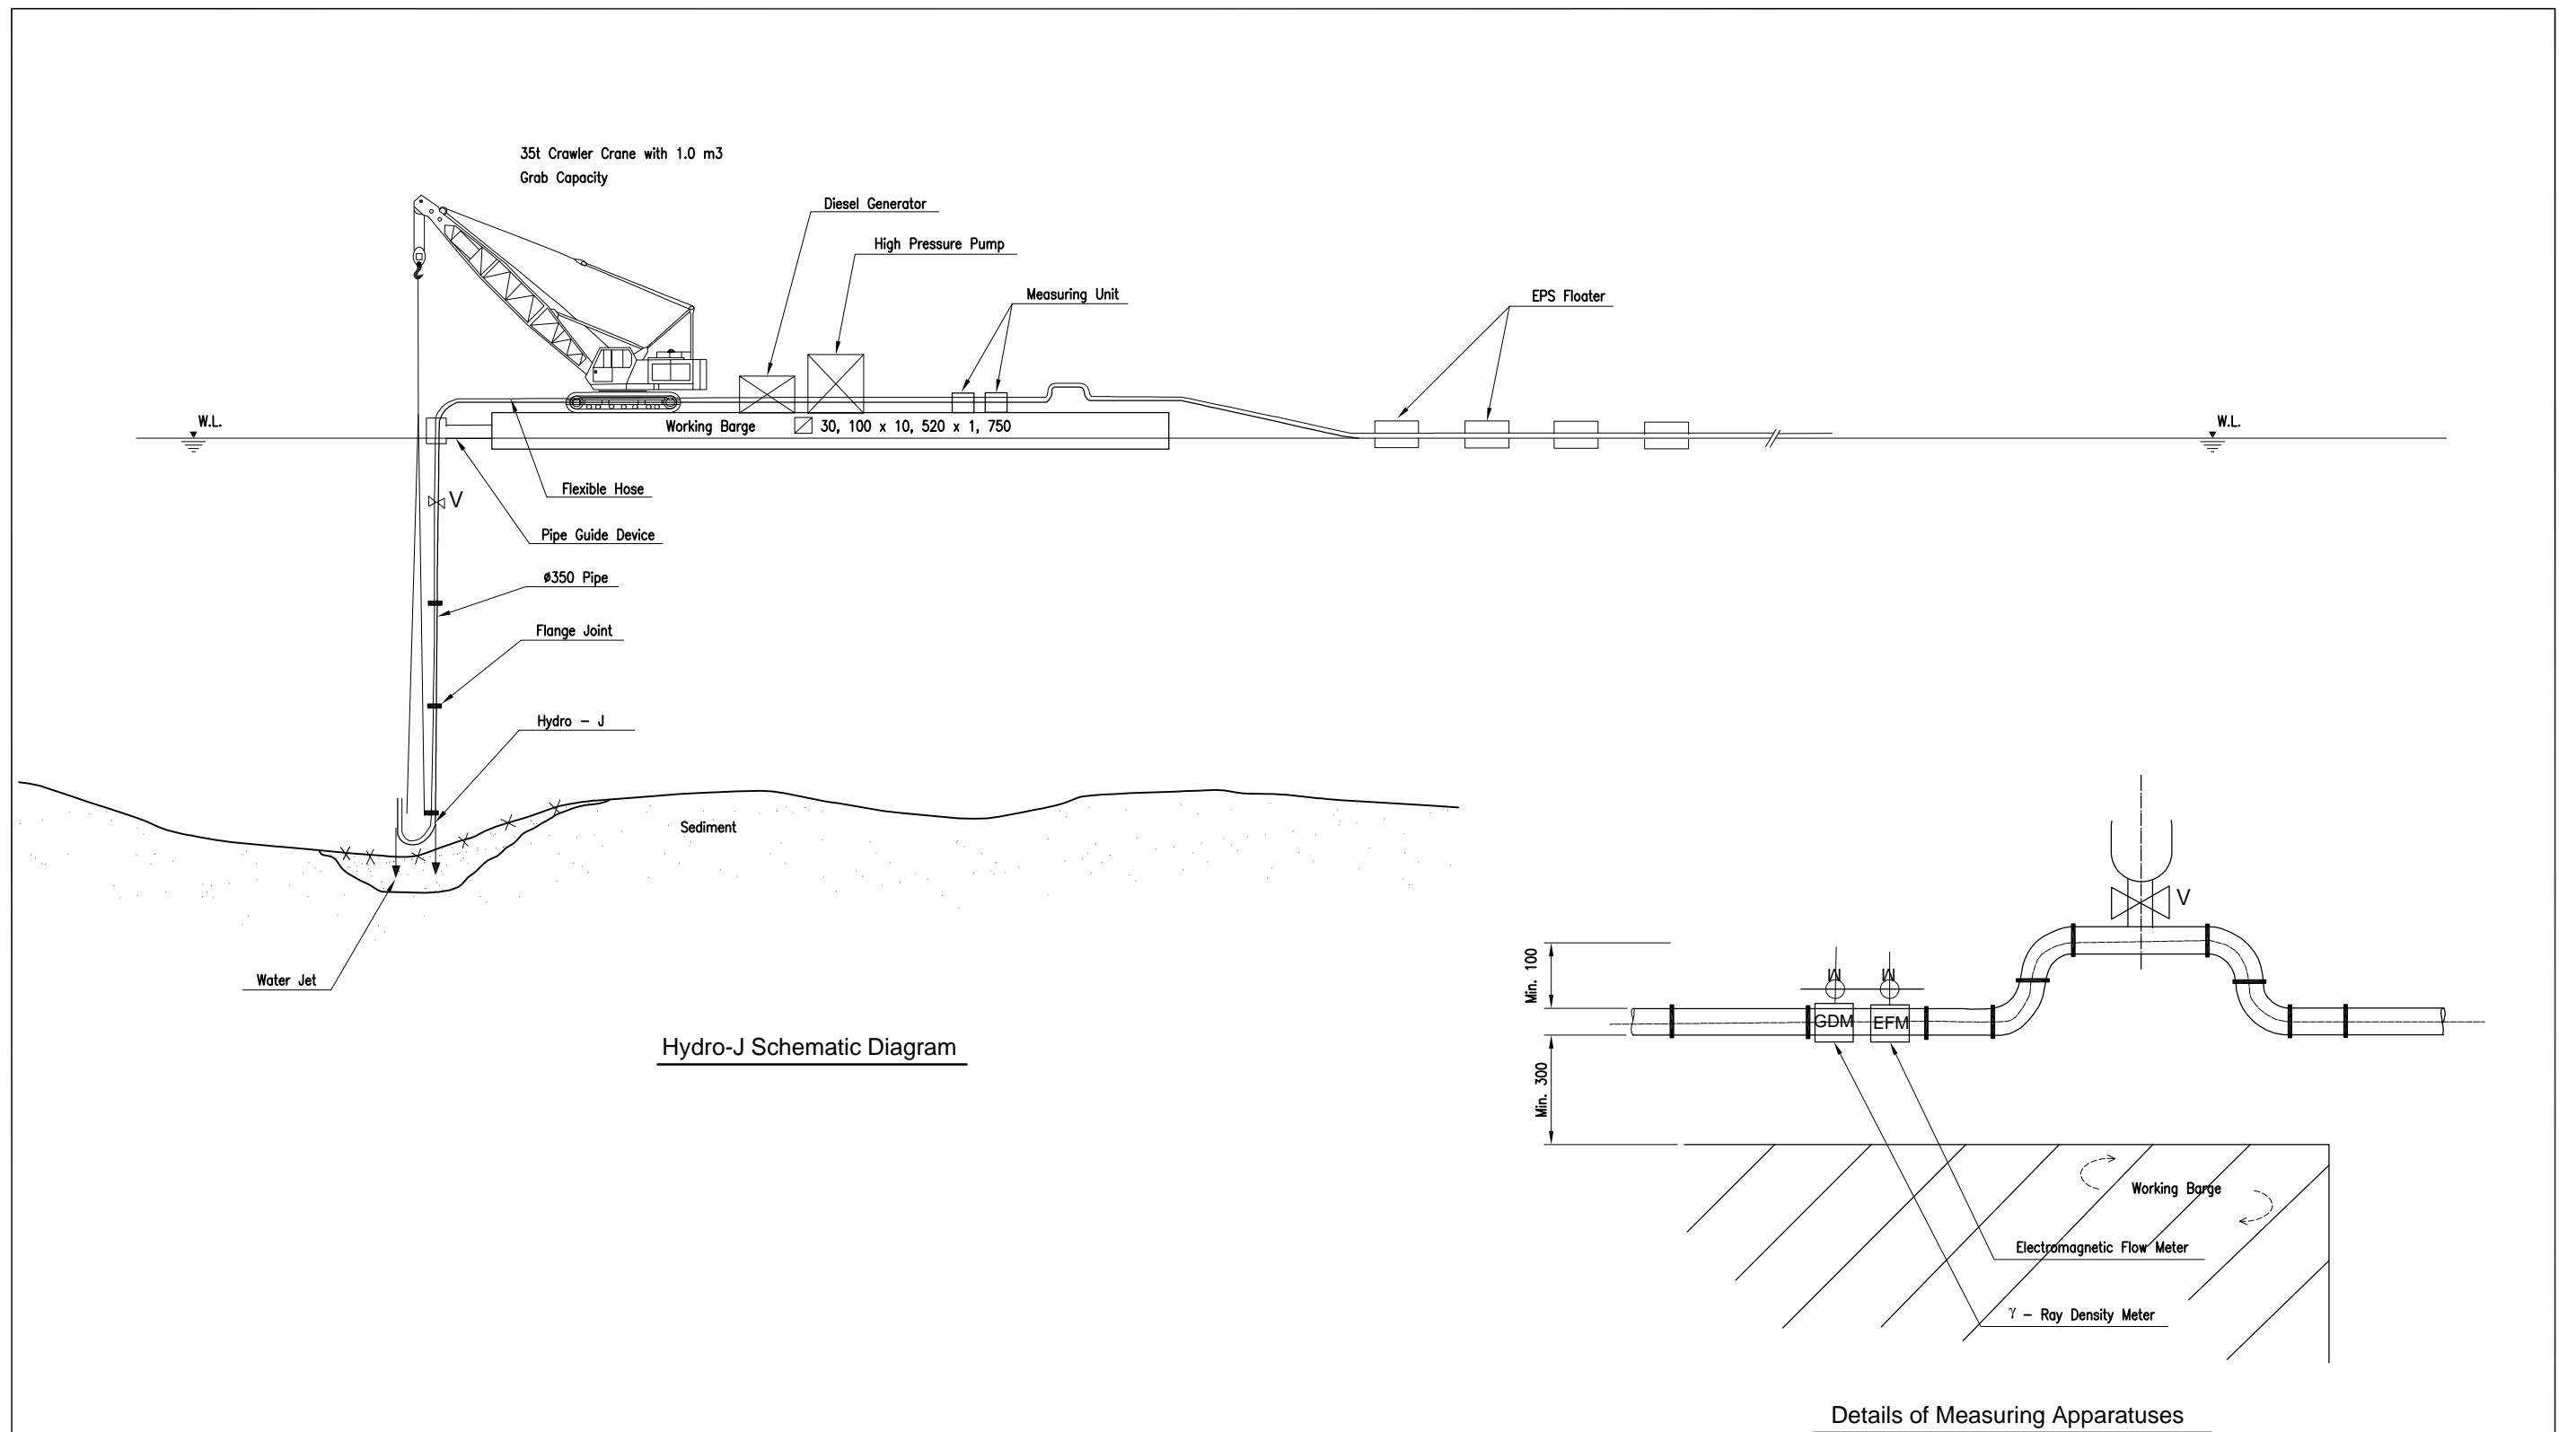 35t Crawler Crane with 1.0 m3
Grab Capacity
Diesel Generator
High Pressure Pump
Measuring Unit
EPS Floater
W.L.
Working Barge 30, 100 x 10, 520 x 1, 750
W.L.
Flexible Hose
V
Pipe Guide Device
ø350 Pipe
Flange Joint
Hydro - J
Sediment
Water Jet
Hydro-J Schematic Diagram
V
Min. 100
M M
GDM EFM
Min. 300
Working Barge
Electromagnetic Flow Meter
γ - Ray Density Meter
Details of Measuring Apparatuses